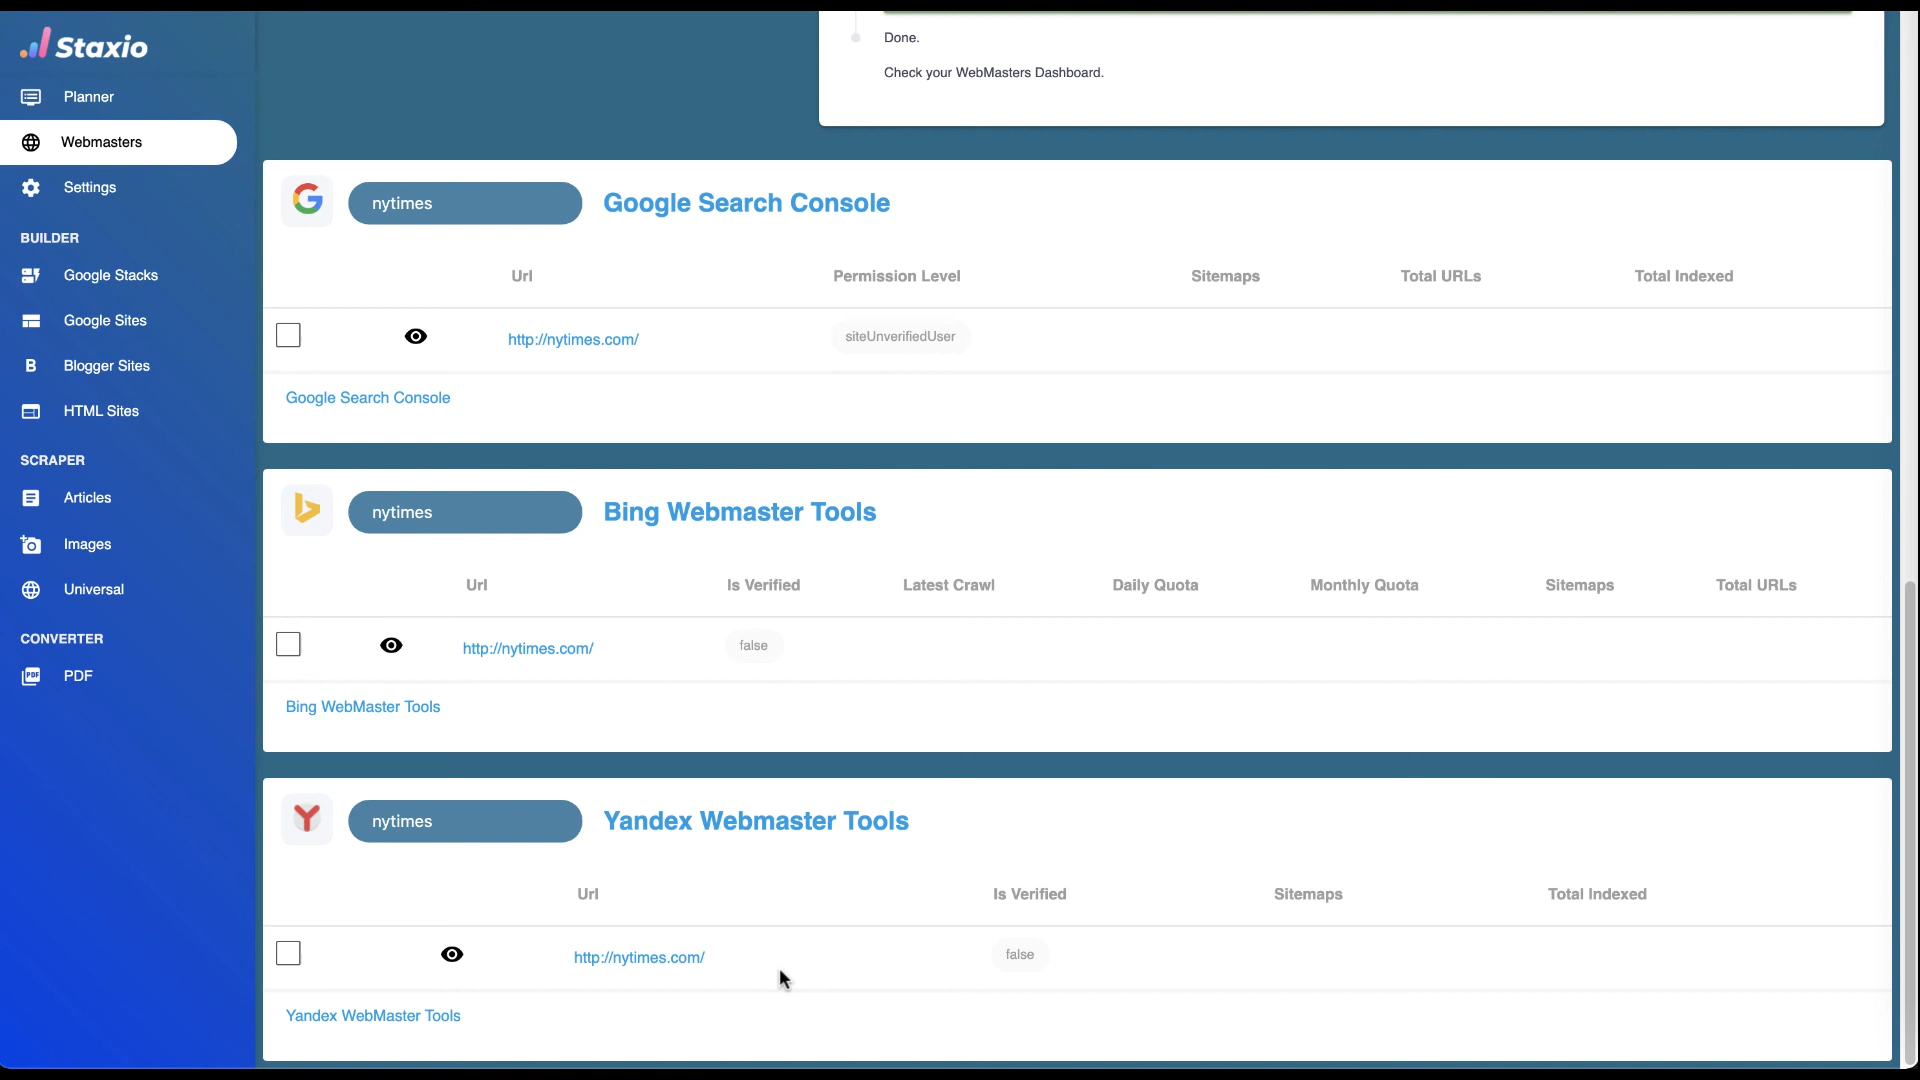 Staxio
Planner
Webmasters
Settings
BUILDER
Google Stacks
Google Sites
B Blogger Sites
HTML Sites
SCRAPER
Articles
Images
Universal
CONVERTER
PDF PDF
Done.
Check your WebMasters Dashboard.
nytimes Google Search Console
Url Permission Level Sitemaps Total URLs Total Indexed
http://nytimes.com/ siteUnverifiedUser
Google Search Console
nytimes Bing Webmaster Tools
Url Is Verified Latest Crawl Daily Quota Monthly Quota Sitemaps Total URLs
http://nytimes.com/ false
Bing WebMaster Tools
nytimes Yandex Webmaster Tools
Url Is Verified Sitemaps Total Indexed
http://nytimes.com/ false
Yandex WebMaster Tools